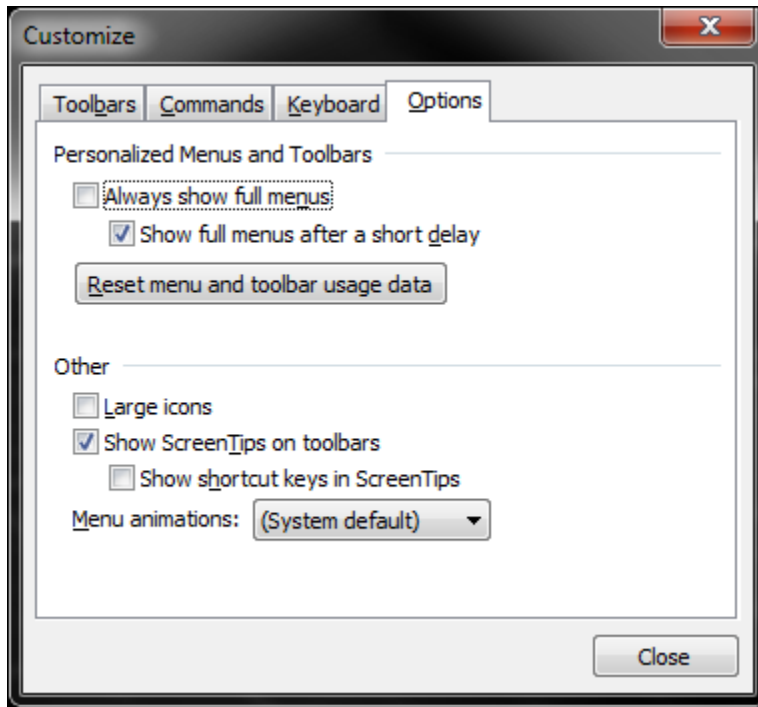 Customize
Toolbars Commands Keyboard Options
Personalized Menus and Toolbars
Always show full menus
Show full menus after a short delay
Reset menu and toolbar usage data
Other
Large icons
Show ScreenTips on toolbars
Show shortcut keys in ScreenTips
Menu animations: (System default)
Close